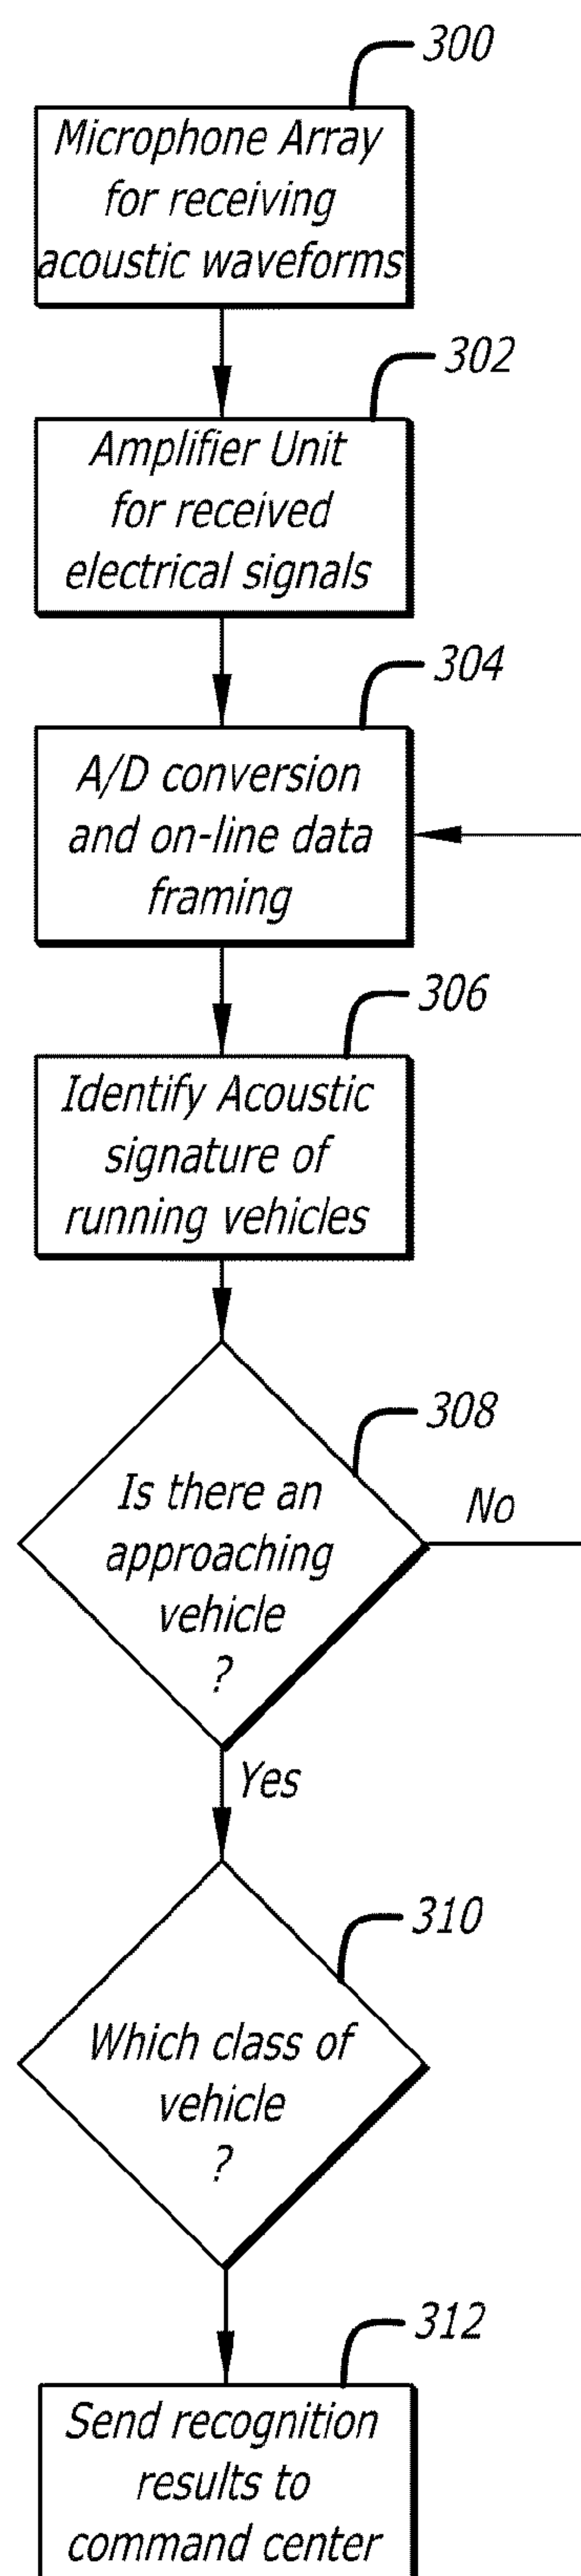 300
Microphone Array
for receiving
acoustic waveforms
302
Amplifier Unit
for received
electrical signals
304
A/D conversion
and on-line data
framing
306
Identify Acoustic
signature of
running vehicles
308
Is there an
approaching
vehicle
?
No
Yes
310
Which class of
vehicle
?
312
Send recognition
results to
command center